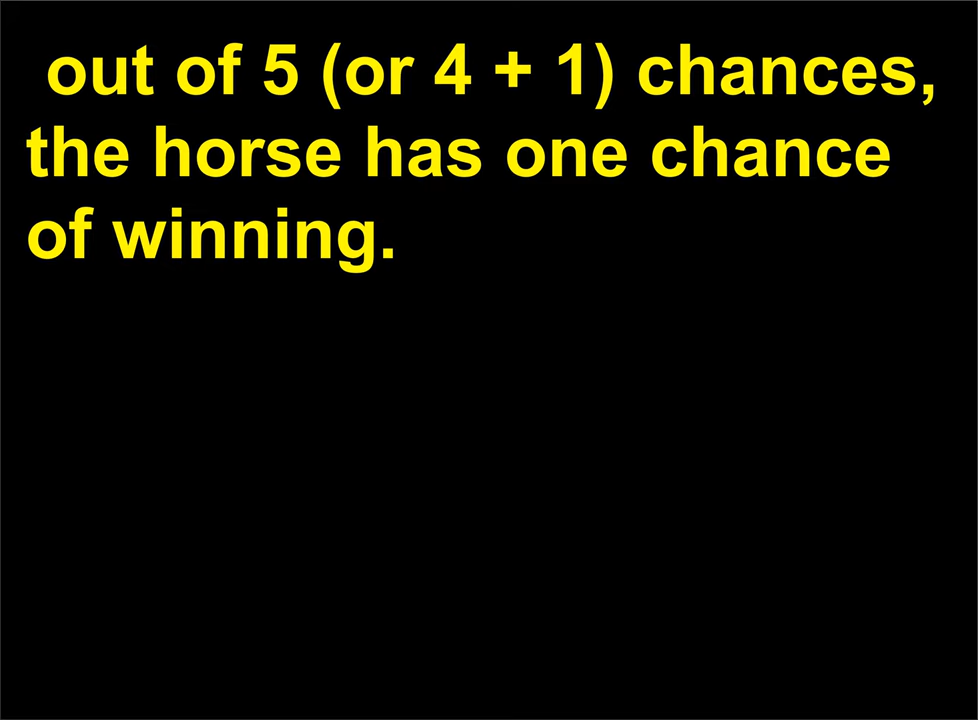 out of 5 (or 4 + 1) chances,
the horse has one chance
of winning.